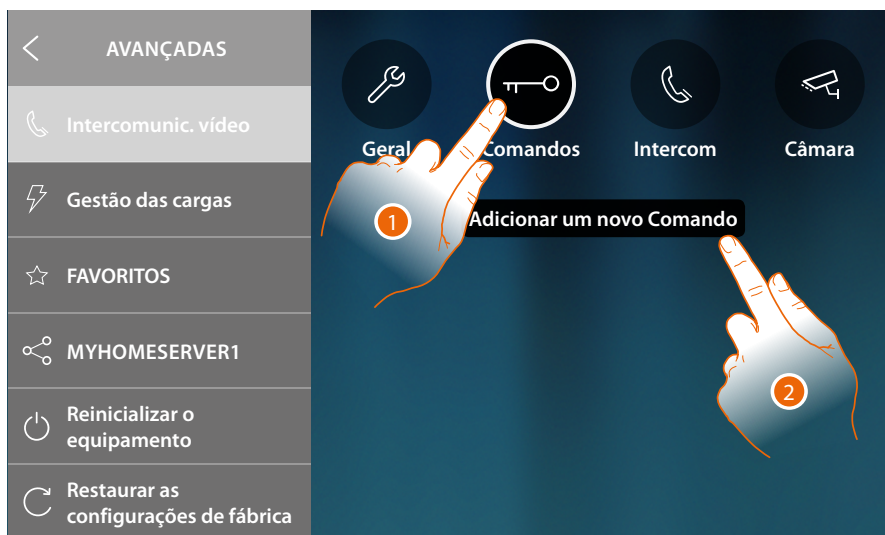 AVANÇADAS
Intercomunic. vídeo
Gestão das cargas
FAVORITOS
MYHOMESERVER1
Reinicializar o
equipamento
Restaurar as
configurações de fábrica
Geral
Comandos
Intercom
Câmara
Adicionar um novo Comando
1
2